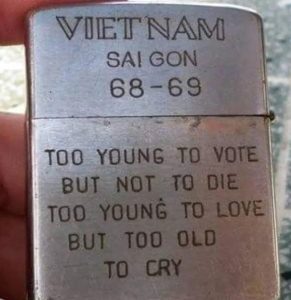 VIETNAM
SAI GON
68-69
TOO YOUNG TO VOTE
BUT NOT TO DIE
TOO YOUNG TO LOVE
BUT TOO OLD
TO CRY